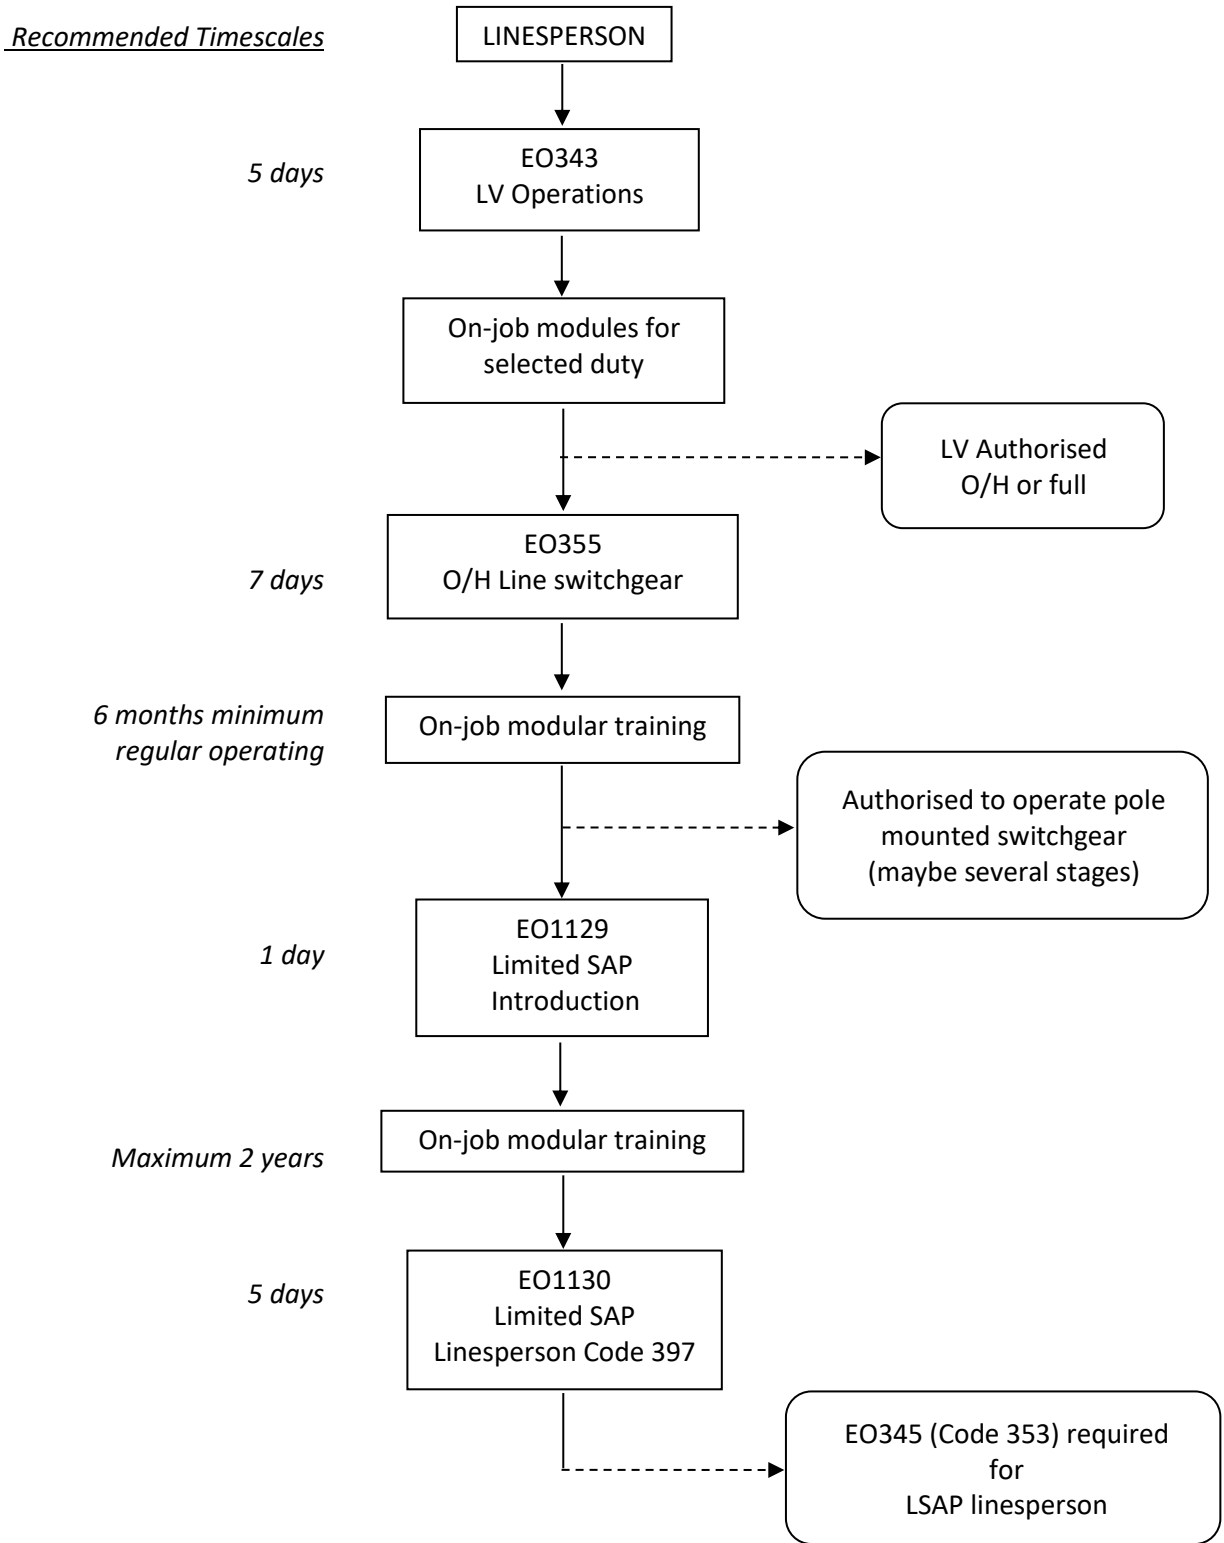 Recommended Timescales
LINESPERSON
5 days
EO343
LV Operations
On-job modules for
selected duty
LV Authorised
O/H or full
7 days
EO355
O/H Line switchgear
6 months minimum
regular operating
On-job modular training
Authorised to operate pole
mounted switchgear
(maybe several stages)
1 day
EO1129
Limited SAP
Introduction
Maximum 2 years
On-job modular training
5 days
EO1130
Limited SAP
Linesperson Code 397
EO345 (Code 353) required
for
LSAP linesperson